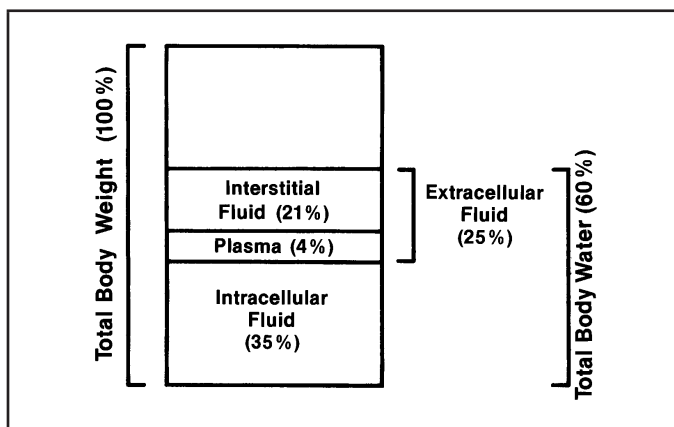 Total Body Weight (100%)
Interstitial
Fluid (21%)
Plasma (4%)
Intracellular
Fluid
(35%)
Extracellular
Fluid
(25%)
Total Body Water (60%)